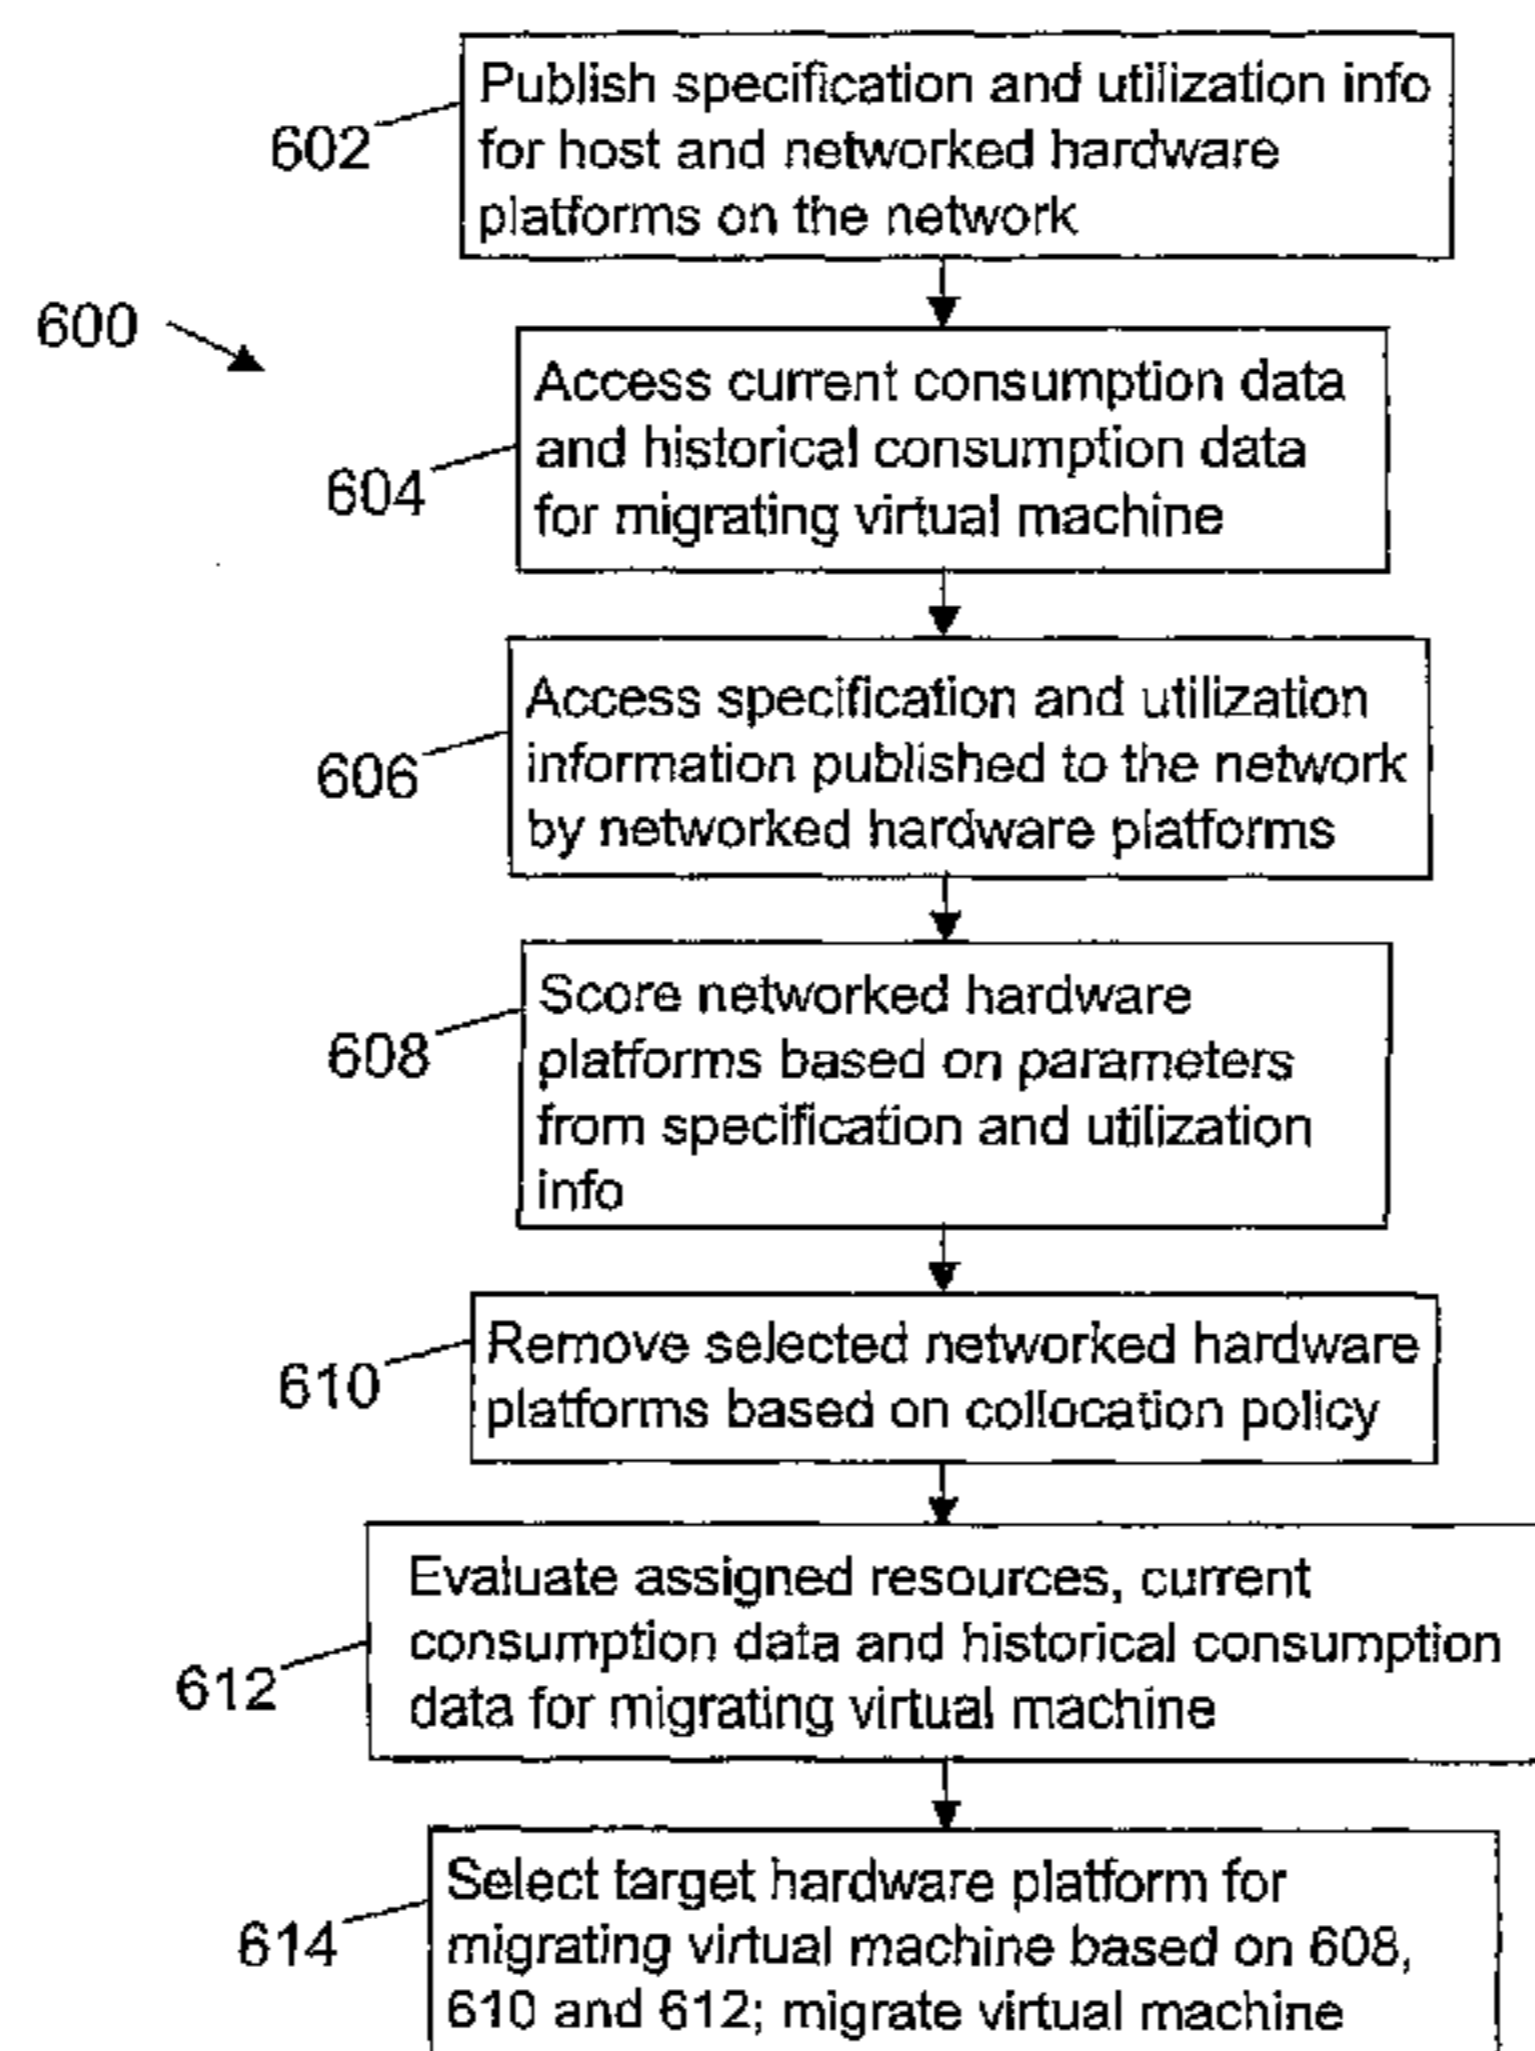 Publish specification and utilization info
for host and networked hardware
platforms on the network
602
600
Access current consumption data
and historical consumption data
for migrating virtual machine
604
Access specification and utilization
information published to the network
by networked hardware platforms
606
Score networked hardware
platforms based on parameters
from specification and utilization
info
608
Remove selected networked hardware
platforms based on collocation policy
610
Evaluate assigned resources, current
consumption data and historical consumption
data for migrating virtual machine
612
Select target hardware platform for
migrating virtual machine based on 608,
610 and 612; migrate virtual machine
614